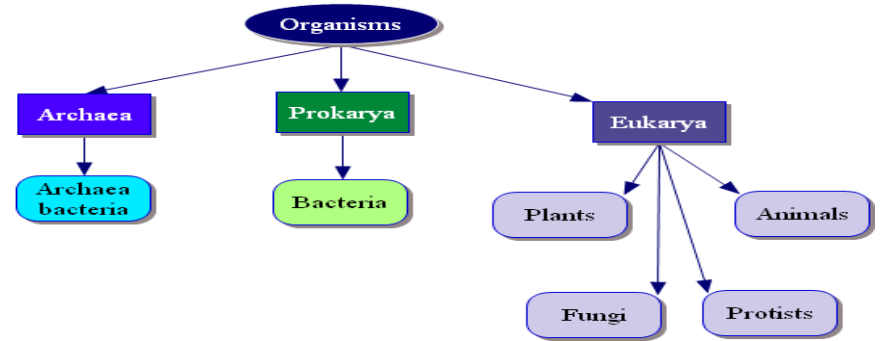 Organisms
Archaea
Prokarya
Eukarya
Archaea
bacteria
Bacteria
Plants
Animals
Fungi
Protists